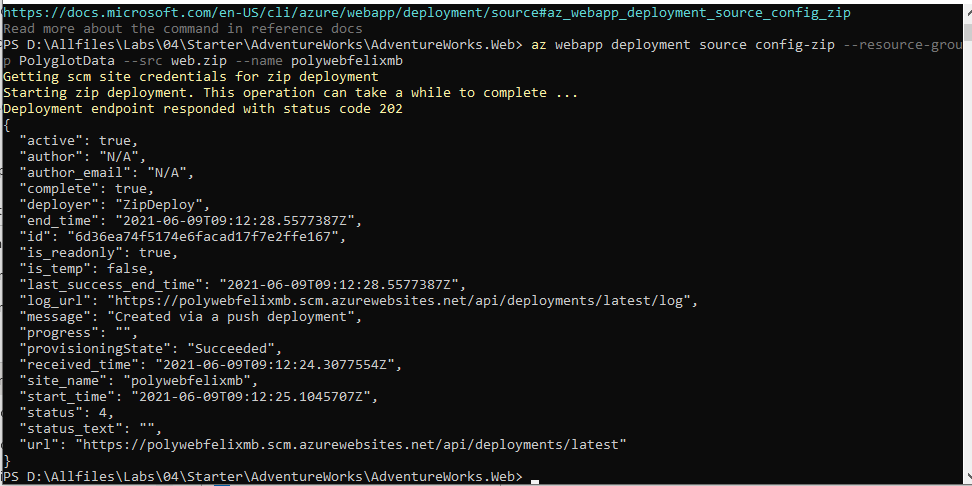 https://docs.microsoft.com/en-US/cli/azure/webapp/deployment/source#az_webapp_deployment_source_config_zip
Read more about the command in reference docs
PS D:\Allfiles\Labs\04\Starter\AdventureWorks\AdventureWorks.Web> az webapp deployment source config-zip --resource-grou
p PolyglotData --src web.zip --name polywebfelixmb
Getting scm site credentials for zip deployment
Starting zip deployment. This operation can take a while to complete ...
Deployment endpoint responded with status code 202
{
  "active": true,
  "author": "N/A",
  "author_email": "N/A",
  "complete": true,
  "deployer": "ZipDeploy",
  "end_time": "2021-06-09T09:12:28.5577387Z",
  "id": "6d36ea74f5174e6facad17f7e2ffe167",
  "is_readonly": true,
  "is_temp": false,
  "last_success_end_time": "2021-06-09T09:12:28.5577387Z",
  "log_url": "https://polywebfelixmb.scm.azurewebsites.net/api/deployments/latest/log",
  "message": "Created via a push deployment",
  "progress": "",
  "provisioningState": "Succeeded",
  "received_time": "2021-06-09T09:12:24.3077554Z",
  "site_name": "polywebfelixmb",
  "start_time": "2021-06-09T09:12:25.1045707Z",
  "status": 4,
  "status_text": "",
  "url": "https://polywebfelixmb.scm.azurewebsites.net/api/deployments/latest"
}
PS D:\Allfiles\Labs\04\Starter\AdventureWorks\AdventureWorks.Web>